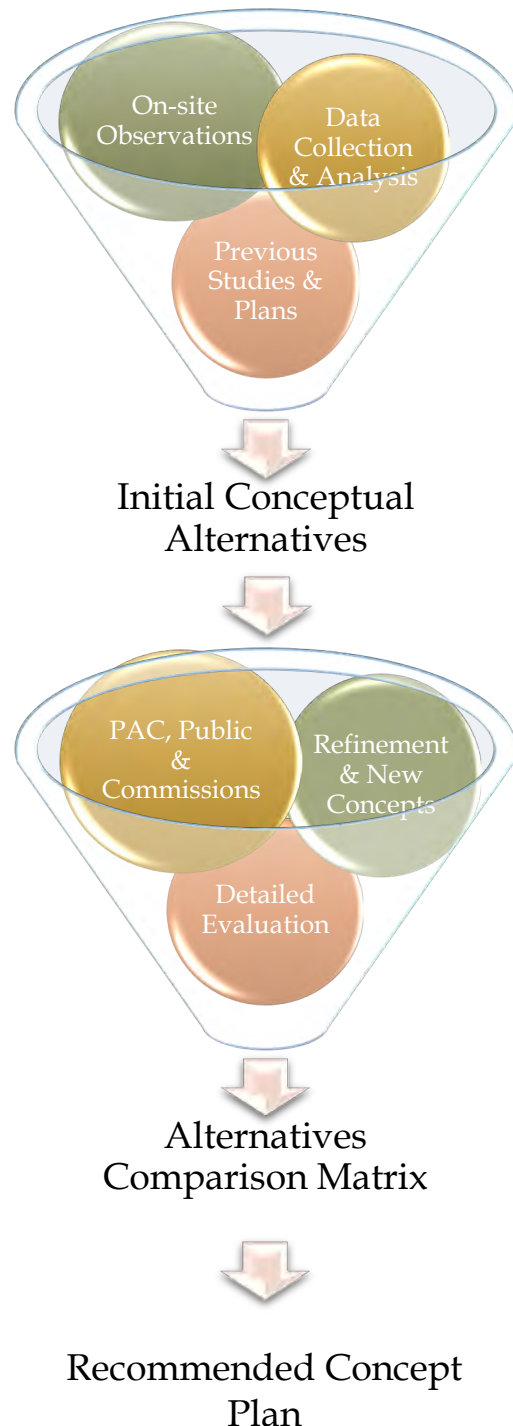 On-site
Observations
Data
Collection
& Analysis
Previous
Studies &
Plans
Initial Conceptual
Alternatives
PAC, Public
&
Commissions
Refinement
& New
Concepts
Detailed
Evaluation
Alternatives
Comparison Matrix
Recommended Concept
Plan